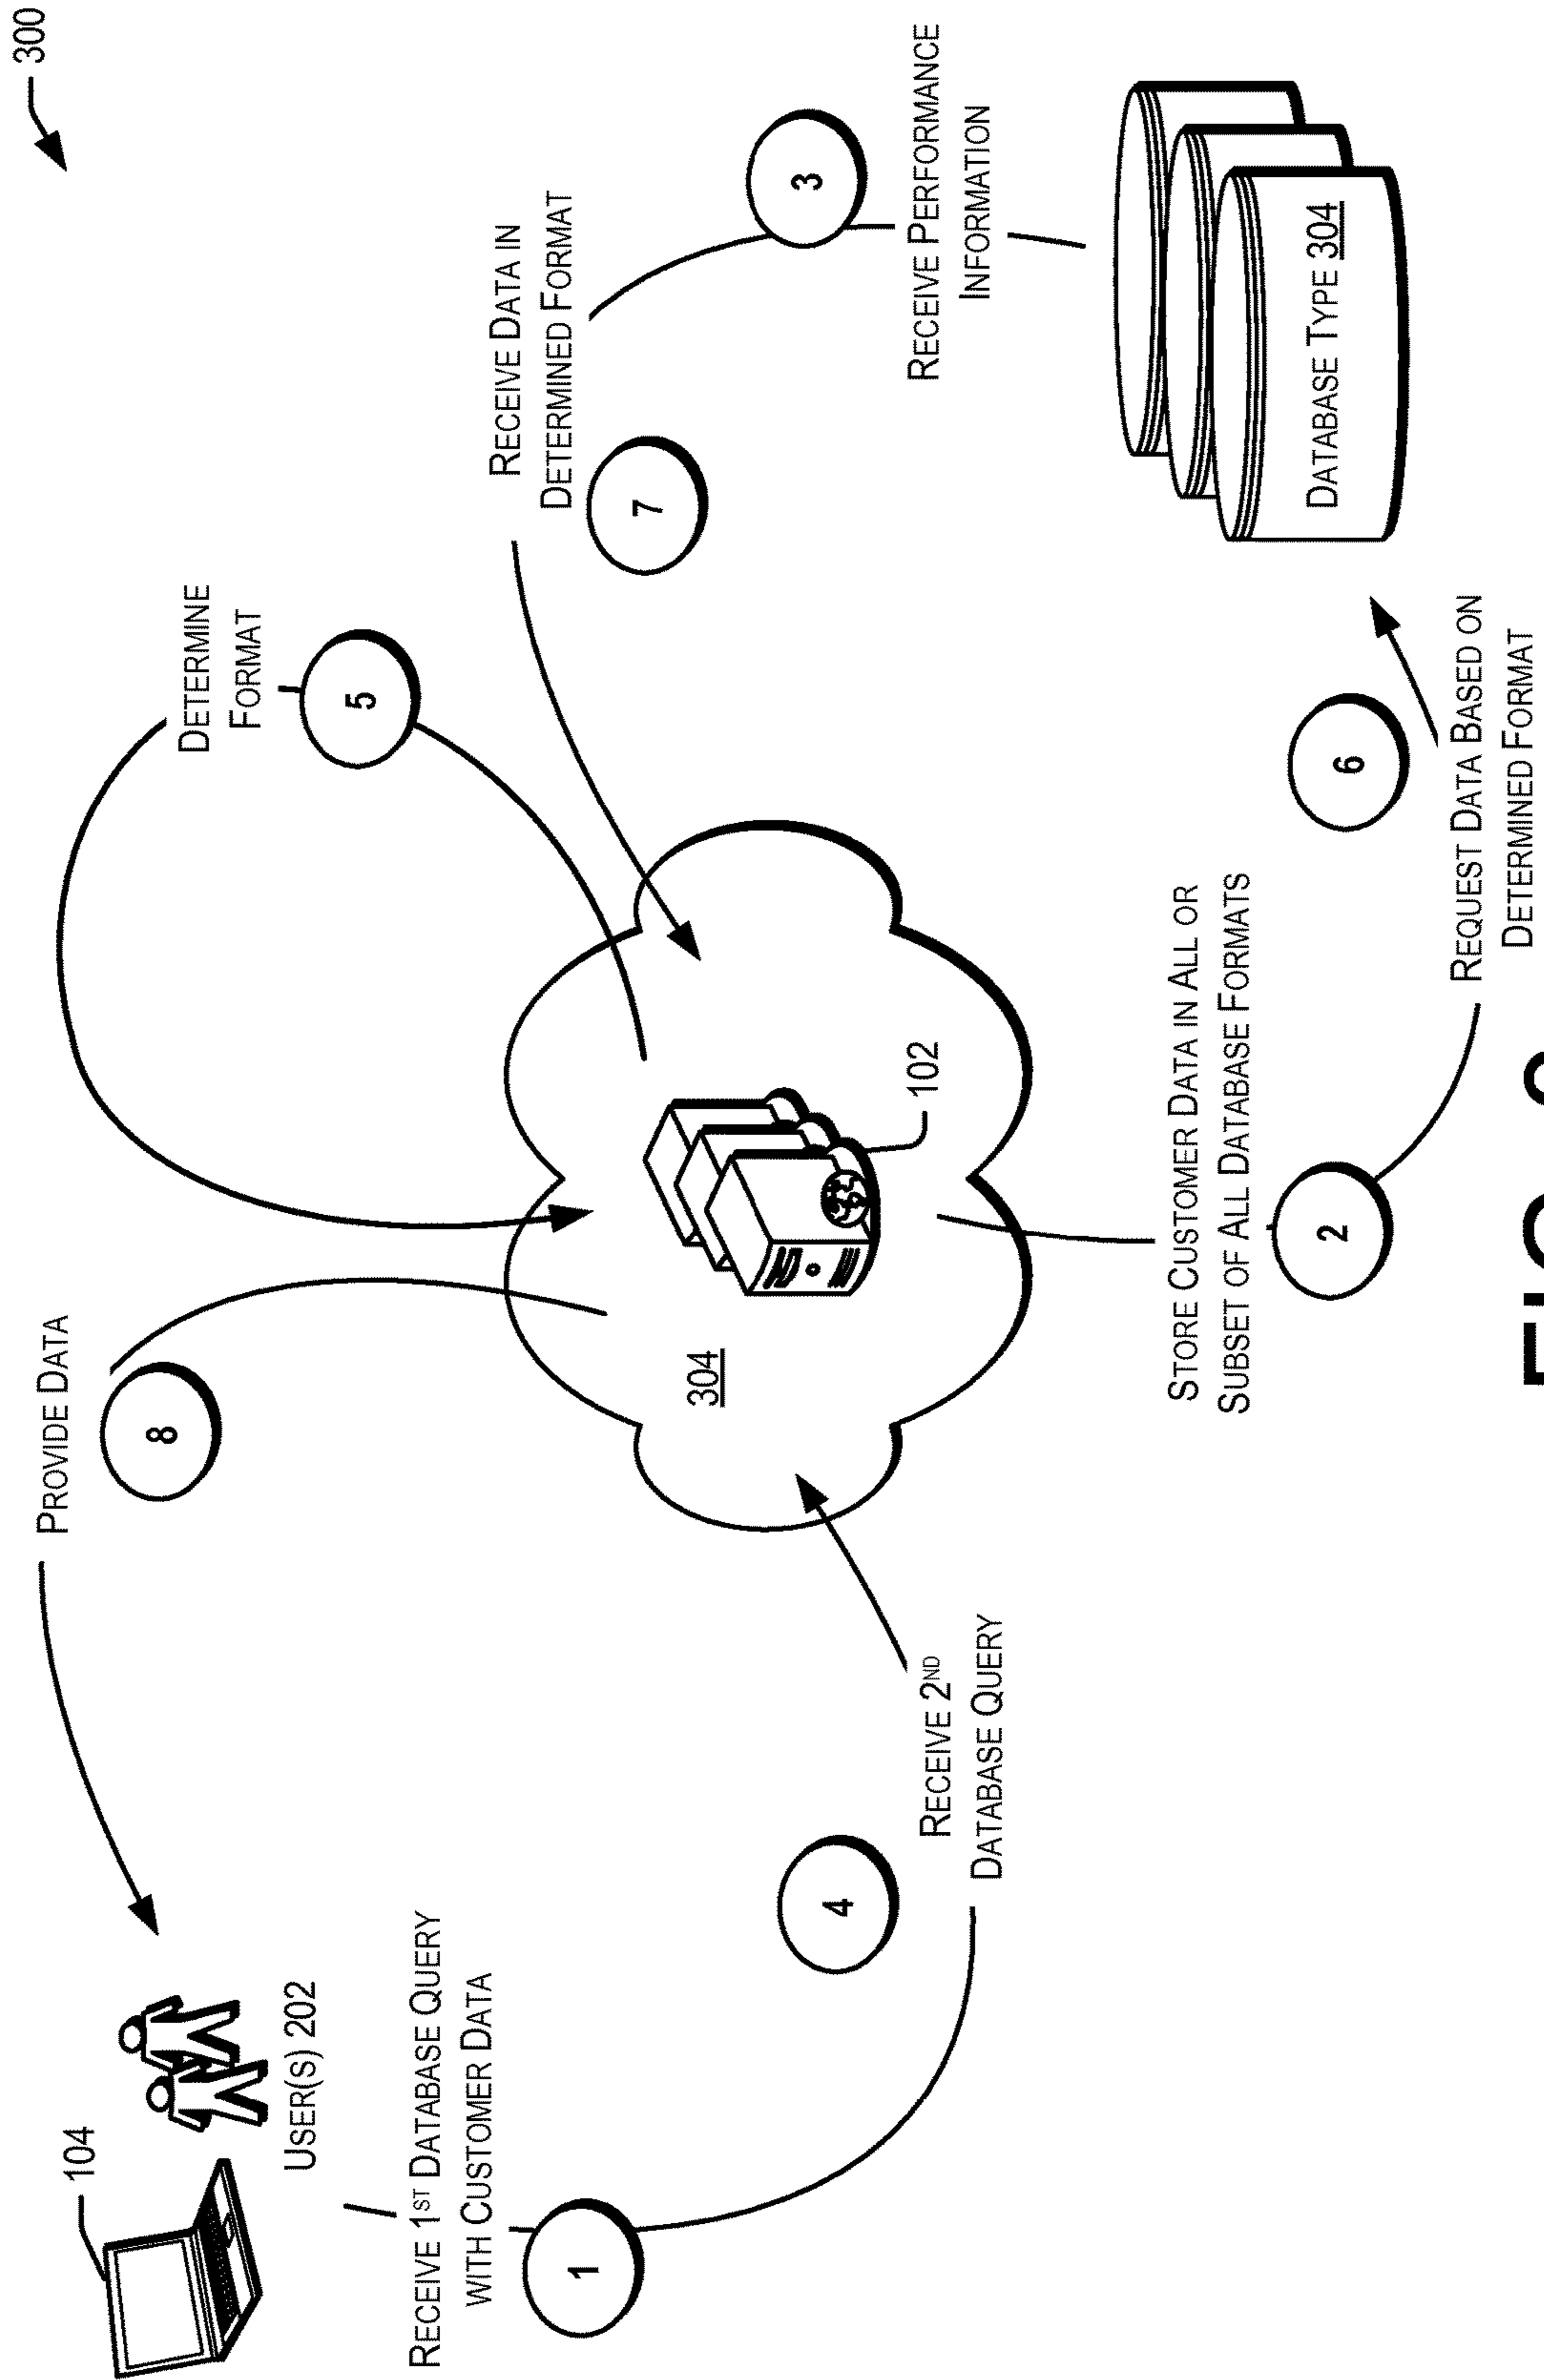 300
104
USER(S) 202
PROVIDE DATA
8
DETERMINE
FORMAT
5
RECEIVE 1ST DATABASE QUERY
WITH CUSTOMER DATA
1
RECEIVE DATA IN
DETERMINED FORMAT
7
3
RECEIVE PERFORMANCE
INFORMATION
304
102
4
RECEIVE 2ND
DATABASE QUERY
STORE CUSTOMER DATA IN ALL OR
SUBSET OF ALL DATABASE FORMATS
2
DATABASE TYPE 304
6
REQUEST DATA BASED ON
DETERMINED FORMAT